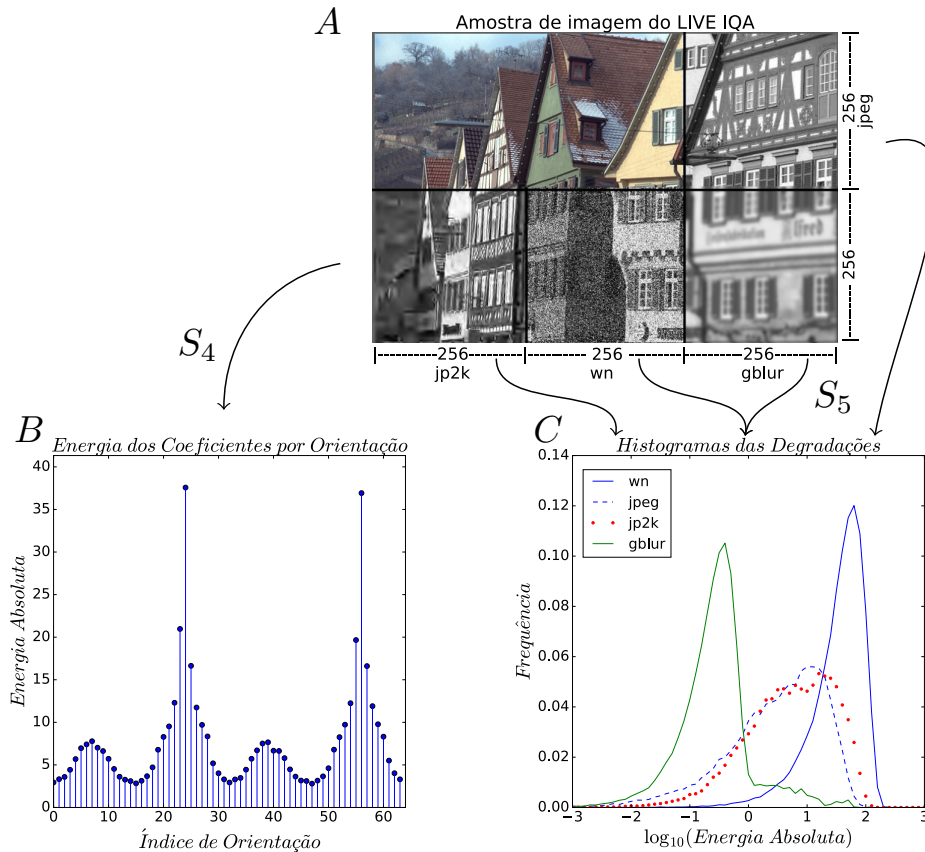 A
Amostra de imagem do LIVE IQA
256
jpeg
256
256
256
256
jp2k
wn
gblur
S4
S5
B
Energia dos Coeficientes por Orientação
Energia Absoluta
40
35
30
25
20
15
10
5
0
0 10 20 30 40 50 60
Índice de Orientação
C
Histogramas das Degradações
Frequência
0.14
0.12
0.10
0.08
0.06
0.04
0.02
0.00
wn
jpeg
jp2k
gblur
−3 −2 −1 0 1 2 3
log10(Energia Absoluta)